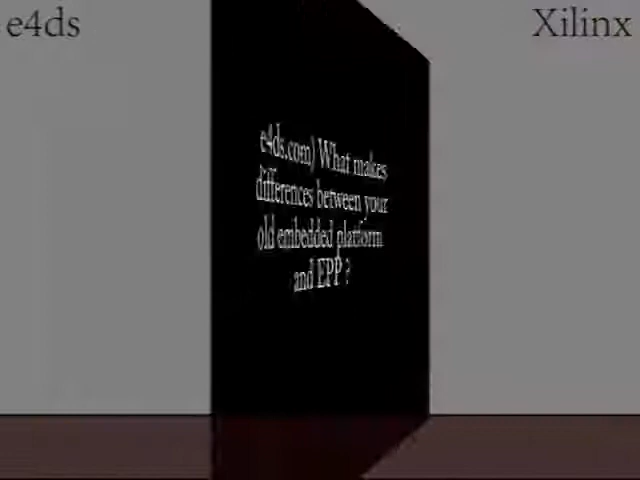 e4ds
Xilinx
e4ds.com) What makes
differences between your
old embedded platform
and EPP ?